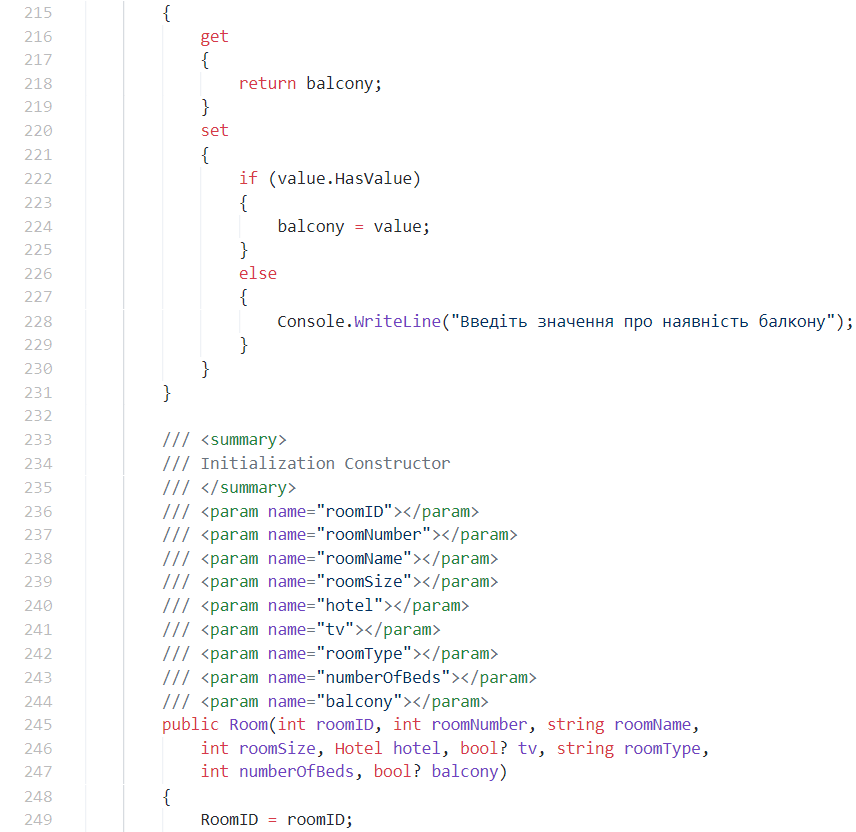 215 {
216 get
217 {
218 return balcony;
219 }
220 set
221 {
222 if (value.HasValue)
223 {
224 balcony = value;
225 }
226 else
227 {
228 Console.WriteLine("Введіть значення про наявність балкону");
229 }
230 }
231 }
232
233 /// <summary>
234 /// Initialization Constructor
235 /// </summary>
236 /// <param name="roomID"></param>
237 /// <param name="roomNumber"></param>
238 /// <param name="roomName"></param>
239 /// <param name="roomSize"></param>
240 /// <param name="hotel"></param>
241 /// <param name="tv"></param>
242 /// <param name="roomType"></param>
243 /// <param name="numberOfBeds"></param>
244 /// <param name="balcony"></param>
245 public Room(int roomID, int roomNumber, string roomName,
246 int roomSize, Hotel hotel, bool? tv, string roomType,
247 int numberOfBeds, bool? balcony)
248 {
249 RoomID = roomID;